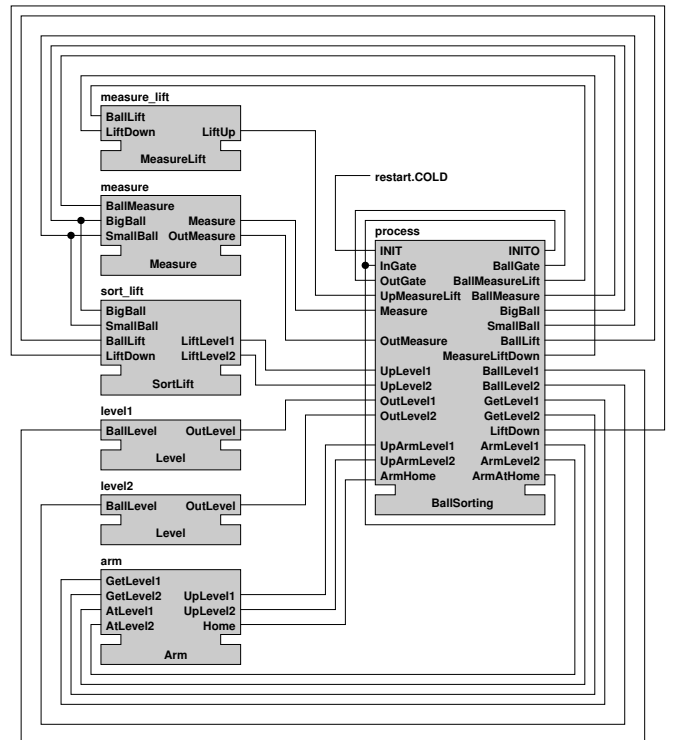 measure_lift
BallLift
LiftDown LiftUp
MeasureLift
measure
BallMeasure
BigBall Measure
SmallBall OutMeasure
Measure
sort_lift
BigBall
SmallBall
BallLift LiftLevel1
LiftDown LiftLevel2
SortLift
level1
BallLevel OutLevel
Level
level2
BallLevel OutLevel
Level
arm
GetLevel1
GetLevel2 UpLevel1
AtLevel1 UpLevel2
AtLevel2 Home
Arm
restart.COLD
process
INIT INITO
InGate BallGate
OutGate BallMeasureLift
UpMeasureLift BallMeasure
Measure BigBall
SmallBall
OutMeasure BallLift
MeasureLiftDown
UpLevel1 BallLevel1
UpLevel2 BallLevel2
OutLevel1 GetLevel1
OutLevel2 GetLevel2
LiftDown
UpArmLevel1 ArmLevel1
UpArmLevel2 ArmLevel2
ArmHome ArmAtHome
BallSorting